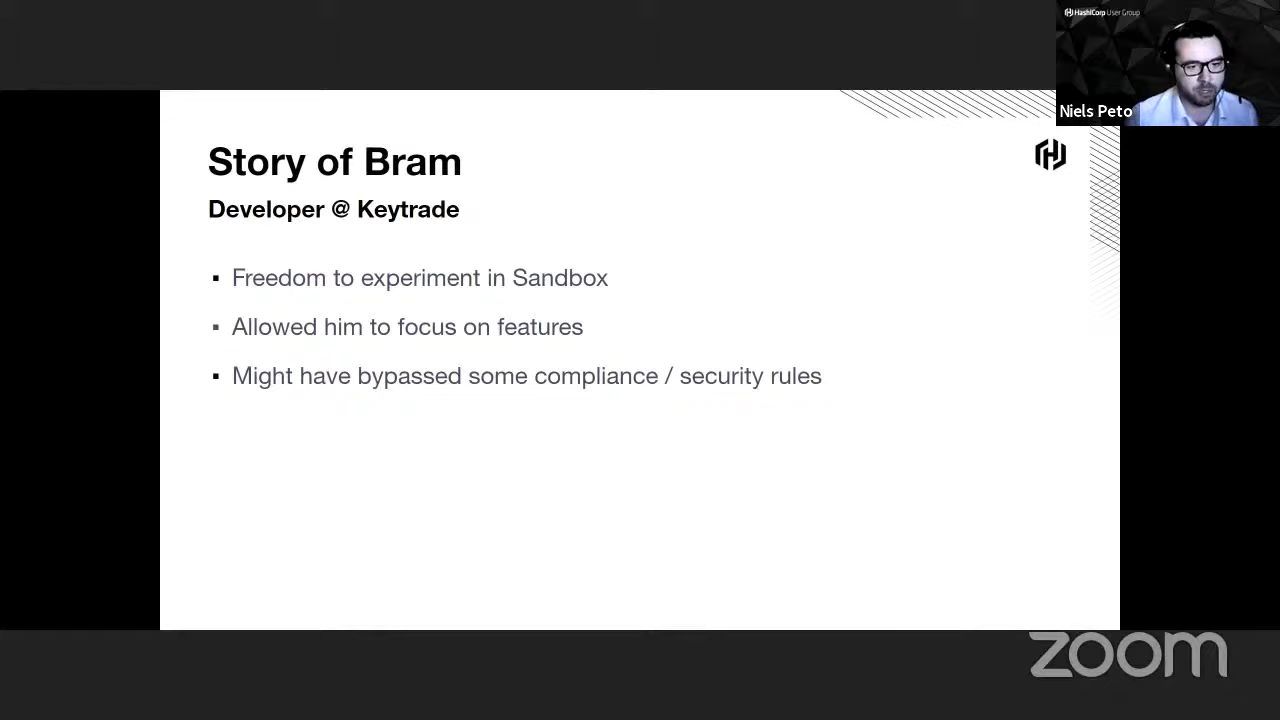 HashiCorp User Group
Niels Peto
Story of Bram
Developer @ Keytrade
▪ Freedom to experiment in Sandbox
▪ Allowed him to focus on features
▪ Might have bypassed some compliance / security rules
zoom